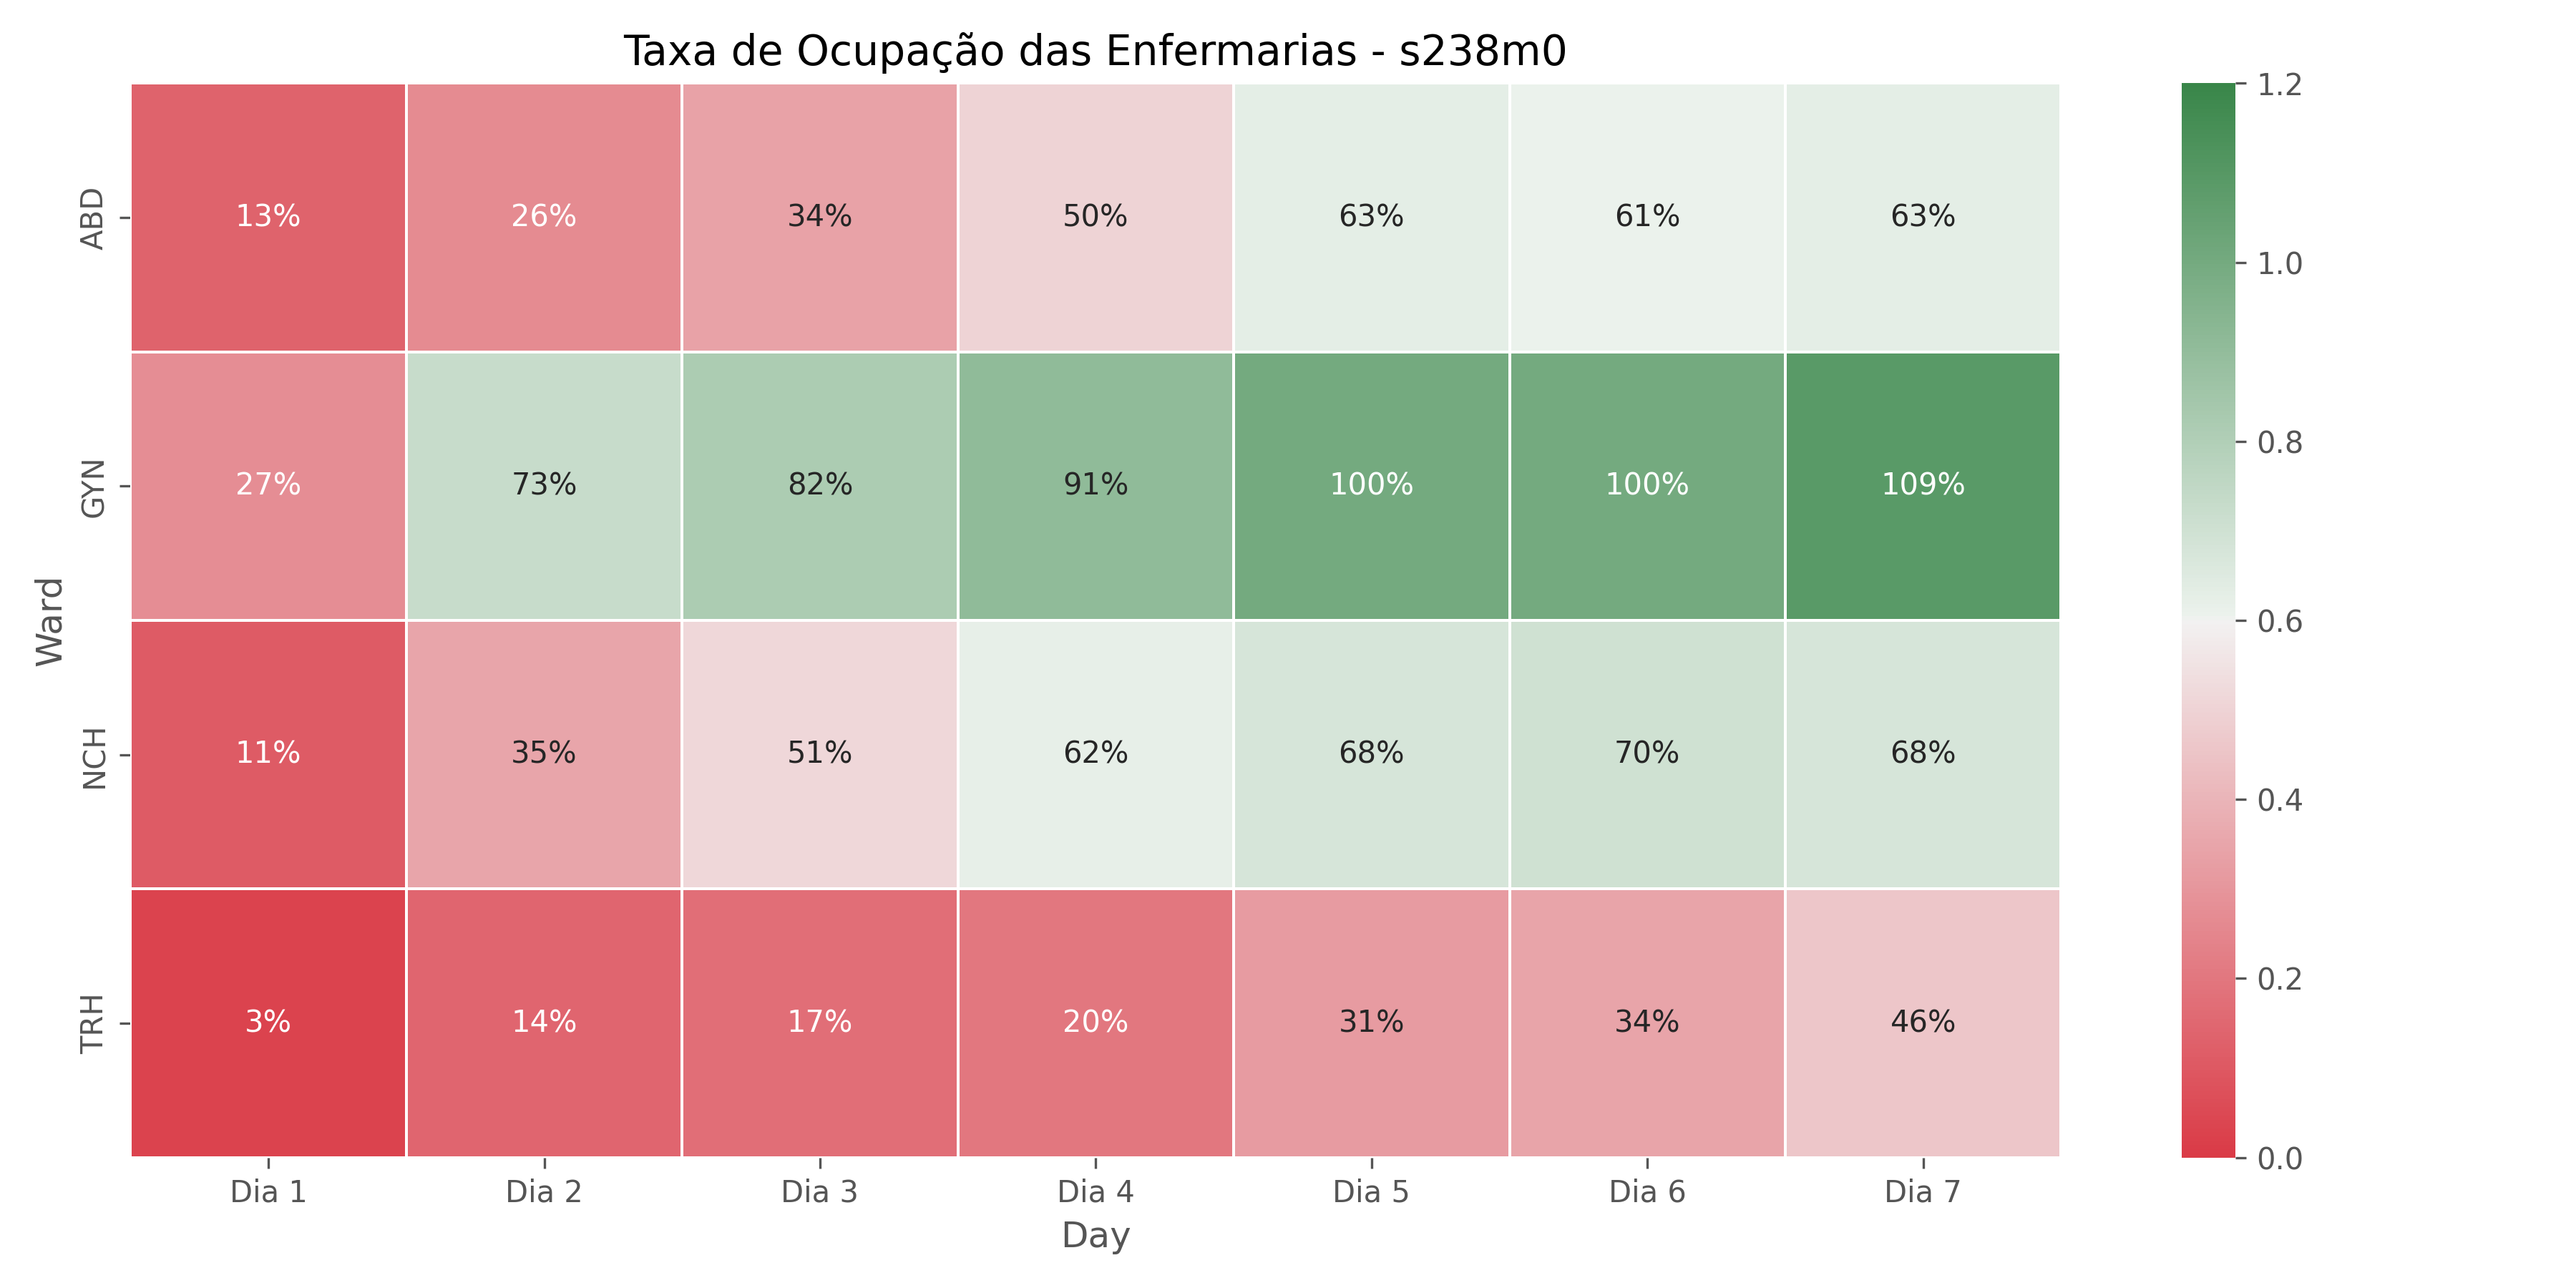 Taxa de Ocupação das Enfermarias - s238m0
Ward
ABD 13% 26% 34% 50% 63% 61% 63%
GYN 27% 73% 82% 91% 100% 100% 109%
NCH 11% 35% 51% 62% 68% 70% 68%
TRH 3% 14% 17% 20% 31% 34% 46%
Dia 1 Dia 2 Dia 3 Dia 4 Dia 5 Dia 6 Dia 7
Day
1.2
1.0
0.8
0.6
0.4
0.2
0.0